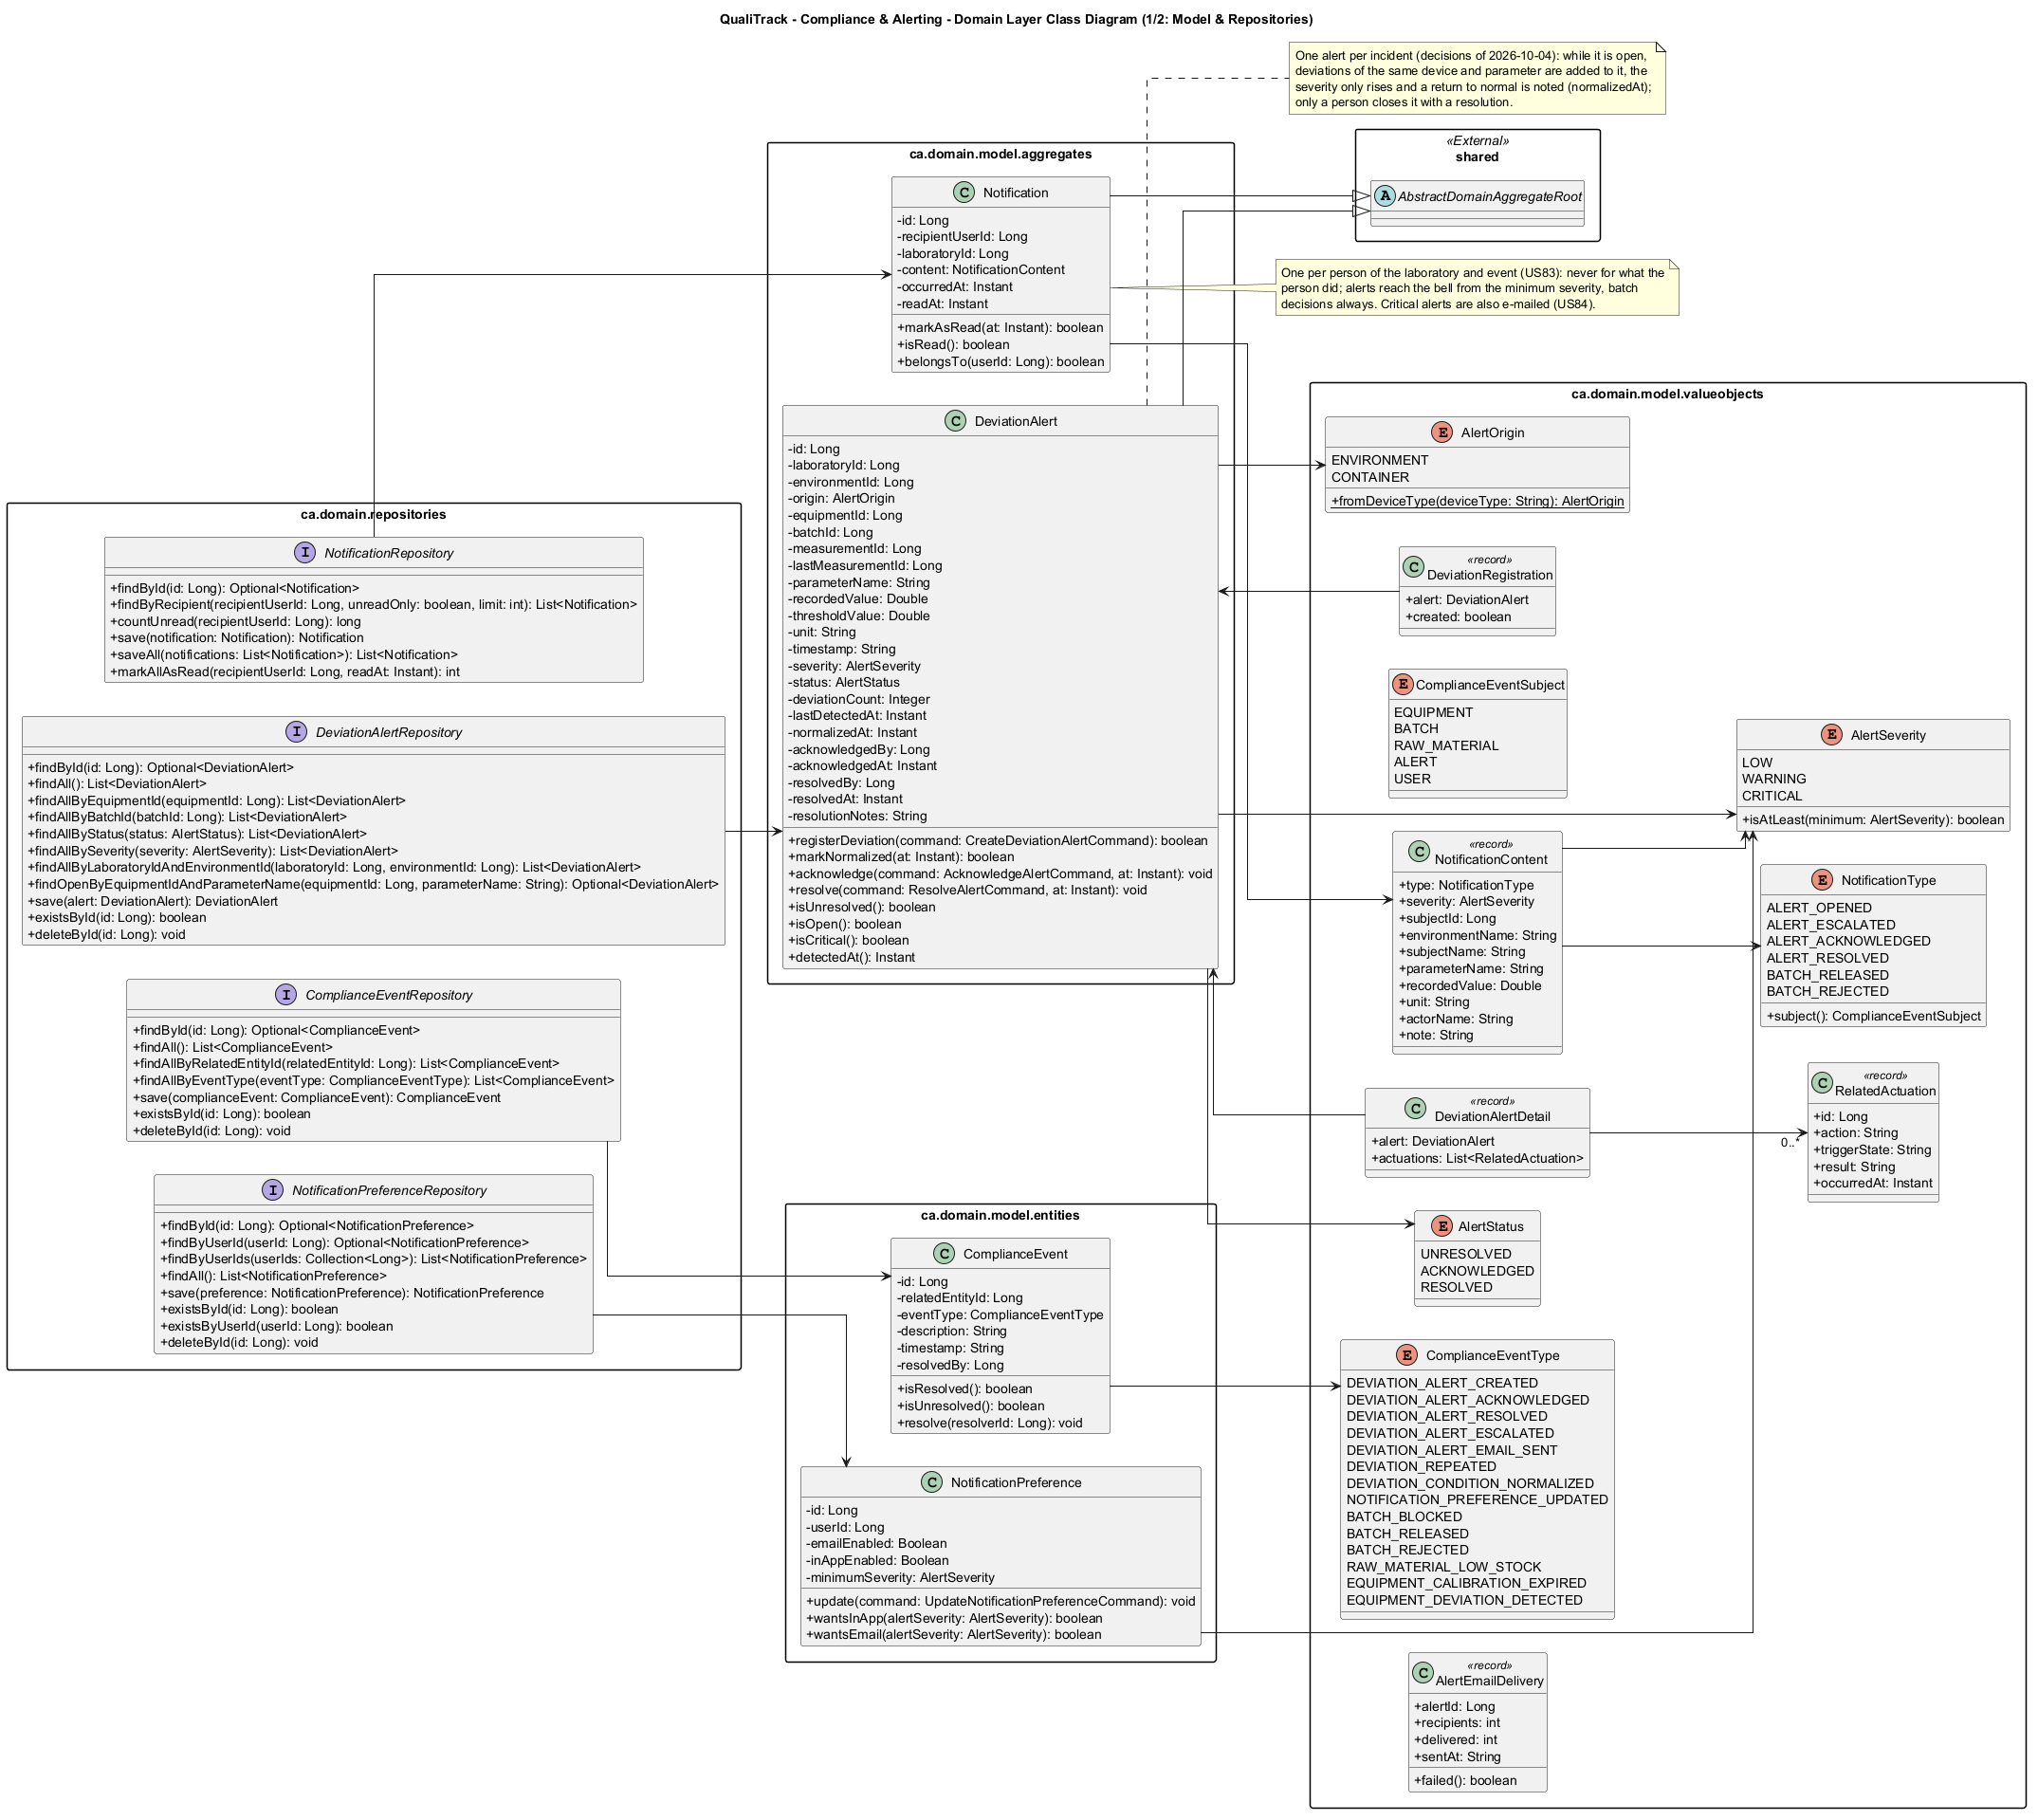 QualiTrack - Compliance & Alerting - Domain Layer Class Diagram (1/2: Model & Repositories)
One alert per incident (decisions of 2026-10-04): while it is open,
deviations of the same device and parameter are added to it, the
severity only rises and a return to normal is noted (normalizedAt);
only a person closes it with a resolution.
«External»
shared
A AbstractDomainAggregateRoot
ca.domain.model.aggregates
C Notification
-id: Long
-recipientUserId: Long
-laboratoryId: Long
-content: NotificationContent
-occurredAt: Instant
-readAt: Instant
+markAsRead(at: Instant): boolean
+isRead(): boolean
+belongsTo(userId: Long): boolean
One per person of the laboratory and event (US83): never for what the
person did; alerts reach the bell from the minimum severity, batch
decisions always. Critical alerts are also e-mailed (US84).
C DeviationAlert
-id: Long
-laboratoryId: Long
-environmentId: Long
-origin: AlertOrigin
-equipmentId: Long
-batchId: Long
-measurementId: Long
-lastMeasurementId: Long
-parameterName: String
-recordedValue: Double
-thresholdValue: Double
-unit: String
-timestamp: String
-severity: AlertSeverity
-status: AlertStatus
-deviationCount: Integer
-lastDetectedAt: Instant
-normalizedAt: Instant
-acknowledgedBy: Long
-acknowledgedAt: Instant
-resolvedBy: Long
-resolvedAt: Instant
-resolutionNotes: String
+registerDeviation(command: CreateDeviationAlertCommand): boolean
+markNormalized(at: Instant): boolean
+acknowledge(command: AcknowledgeAlertCommand, at: Instant): void
+resolve(command: ResolveAlertCommand, at: Instant): void
+isUnresolved(): boolean
+isOpen(): boolean
+isCritical(): boolean
+detectedAt(): Instant
ca.domain.repositories
I NotificationRepository
+findById(id: Long): Optional<Notification>
+findByRecipient(recipientUserId: Long, unreadOnly: boolean, limit: int): List<Notification>
+countUnread(recipientUserId: Long): long
+save(notification: Notification): Notification
+saveAll(notifications: List<Notification>): List<Notification>
+markAllAsRead(recipientUserId: Long, readAt: Instant): int
I DeviationAlertRepository
+findById(id: Long): Optional<DeviationAlert>
+findAll(): List<DeviationAlert>
+findAllByEquipmentId(equipmentId: Long): List<DeviationAlert>
+findAllByBatchId(batchId: Long): List<DeviationAlert>
+findAllByStatus(status: AlertStatus): List<DeviationAlert>
+findAllBySeverity(severity: AlertSeverity): List<DeviationAlert>
+findAllByLaboratoryIdAndEnvironmentId(laboratoryId: Long, environmentId: Long): List<DeviationAlert>
+findOpenByEquipmentIdAndParameterName(equipmentId: Long, parameterName: String): Optional<DeviationAlert>
+save(alert: DeviationAlert): DeviationAlert
+existsById(id: Long): boolean
+deleteById(id: Long): void
I ComplianceEventRepository
+findById(id: Long): Optional<ComplianceEvent>
+findAll(): List<ComplianceEvent>
+findAllByRelatedEntityId(relatedEntityId: Long): List<ComplianceEvent>
+findAllByEventType(eventType: ComplianceEventType): List<ComplianceEvent>
+save(complianceEvent: ComplianceEvent): ComplianceEvent
+existsById(id: Long): boolean
+deleteById(id: Long): void
I NotificationPreferenceRepository
+findById(id: Long): Optional<NotificationPreference>
+findByUserId(userId: Long): Optional<NotificationPreference>
+findByUserIds(userIds: Collection<Long>): List<NotificationPreference>
+findAll(): List<NotificationPreference>
+save(preference: NotificationPreference): NotificationPreference
+existsById(id: Long): boolean
+existsByUserId(userId: Long): boolean
+deleteById(id: Long): void
ca.domain.model.entities
C ComplianceEvent
-id: Long
-relatedEntityId: Long
-eventType: ComplianceEventType
-description: String
-timestamp: String
-resolvedBy: Long
+isResolved(): boolean
+isUnresolved(): boolean
+resolve(resolverId: Long): void
C NotificationPreference
-id: Long
-userId: Long
-emailEnabled: Boolean
-inAppEnabled: Boolean
-minimumSeverity: AlertSeverity
+update(command: UpdateNotificationPreferenceCommand): void
+wantsInApp(alertSeverity: AlertSeverity): boolean
+wantsEmail(alertSeverity: AlertSeverity): boolean
ca.domain.model.valueobjects
E AlertOrigin
ENVIRONMENT
CONTAINER
+fromDeviceType(deviceType: String): AlertOrigin
C «record»
DeviationRegistration
+alert: DeviationAlert
+created: boolean
E ComplianceEventSubject
EQUIPMENT
BATCH
RAW_MATERIAL
ALERT
USER
E AlertSeverity
LOW
WARNING
CRITICAL
+isAtLeast(minimum: AlertSeverity): boolean
C «record»
NotificationContent
+type: NotificationType
+severity: AlertSeverity
+subjectId: Long
+environmentName: String
+subjectName: String
+parameterName: String
+recordedValue: Double
+unit: String
+actorName: String
+note: String
E NotificationType
ALERT_OPENED
ALERT_ESCALATED
ALERT_ACKNOWLEDGED
ALERT_RESOLVED
BATCH_RELEASED
BATCH_REJECTED
+subject(): ComplianceEventSubject
C «record»
DeviationAlertDetail
+alert: DeviationAlert
+actuations: List<RelatedActuation>
0..*
C «record»
RelatedActuation
+id: Long
+action: String
+triggerState: String
+result: String
+occurredAt: Instant
E AlertStatus
UNRESOLVED
ACKNOWLEDGED
RESOLVED
E ComplianceEventType
DEVIATION_ALERT_CREATED
DEVIATION_ALERT_ACKNOWLEDGED
DEVIATION_ALERT_RESOLVED
DEVIATION_ALERT_ESCALATED
DEVIATION_ALERT_EMAIL_SENT
DEVIATION_REPEATED
DEVIATION_CONDITION_NORMALIZED
NOTIFICATION_PREFERENCE_UPDATED
BATCH_BLOCKED
BATCH_RELEASED
BATCH_REJECTED
RAW_MATERIAL_LOW_STOCK
EQUIPMENT_CALIBRATION_EXPIRED
EQUIPMENT_DEVIATION_DETECTED
C «record»
AlertEmailDelivery
+alertId: Long
+recipients: int
+delivered: int
+sentAt: String
+failed(): boolean